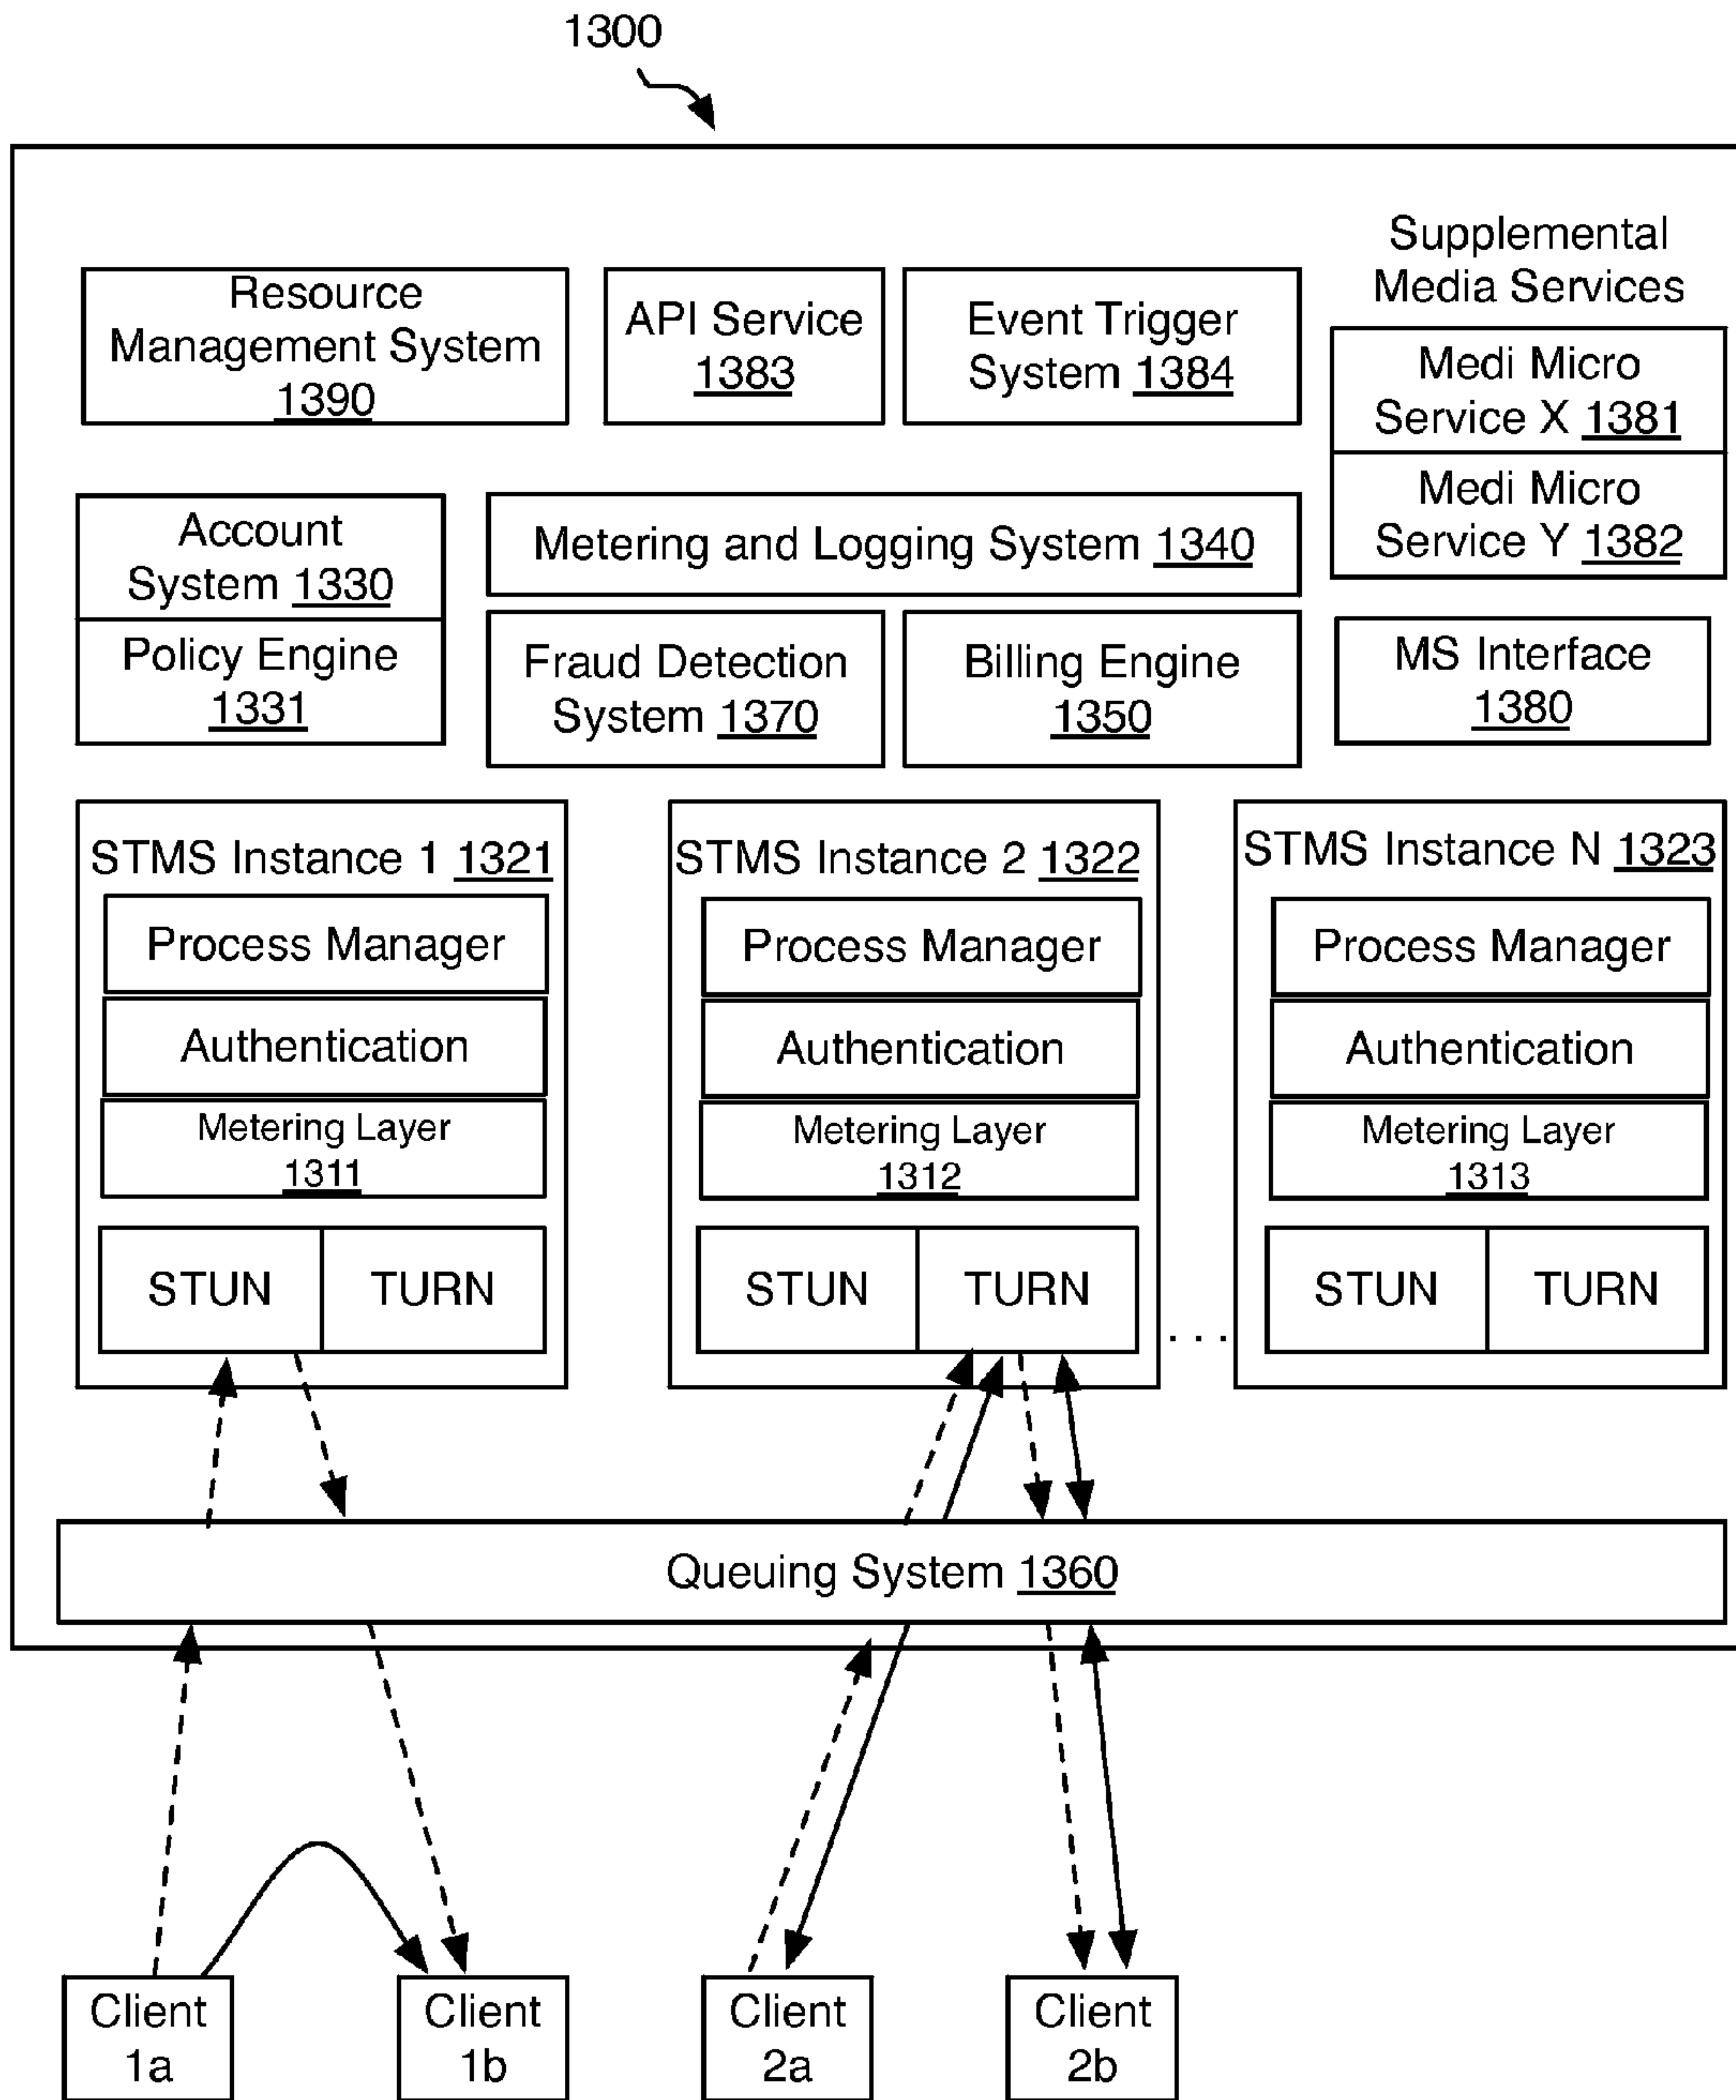 1300
Supplemental
Media Services
Resource
Management System
1390
API Service
1383
Event Trigger
System 1384
Medi Micro
Service X 1381
Medi Micro
Service Y 1382
Account
System 1330
Policy Engine
1331
Metering and Logging System 1340
Fraud Detection
System 1370
Billing Engine
1350
MS Interface
1380
STMS Instance 1 1321
Process Manager
Authentication
Metering Layer
1311
STUN
TURN
STMS Instance 2 1322
Process Manager
Authentication
Metering Layer
1312
STUN
TURN
. . .
STMS Instance N 1323
Process Manager
Authentication
Metering Layer
1313
STUN
TURN
Queuing System 1360
Client
1a
Client
1b
Client
2a
Client
2b